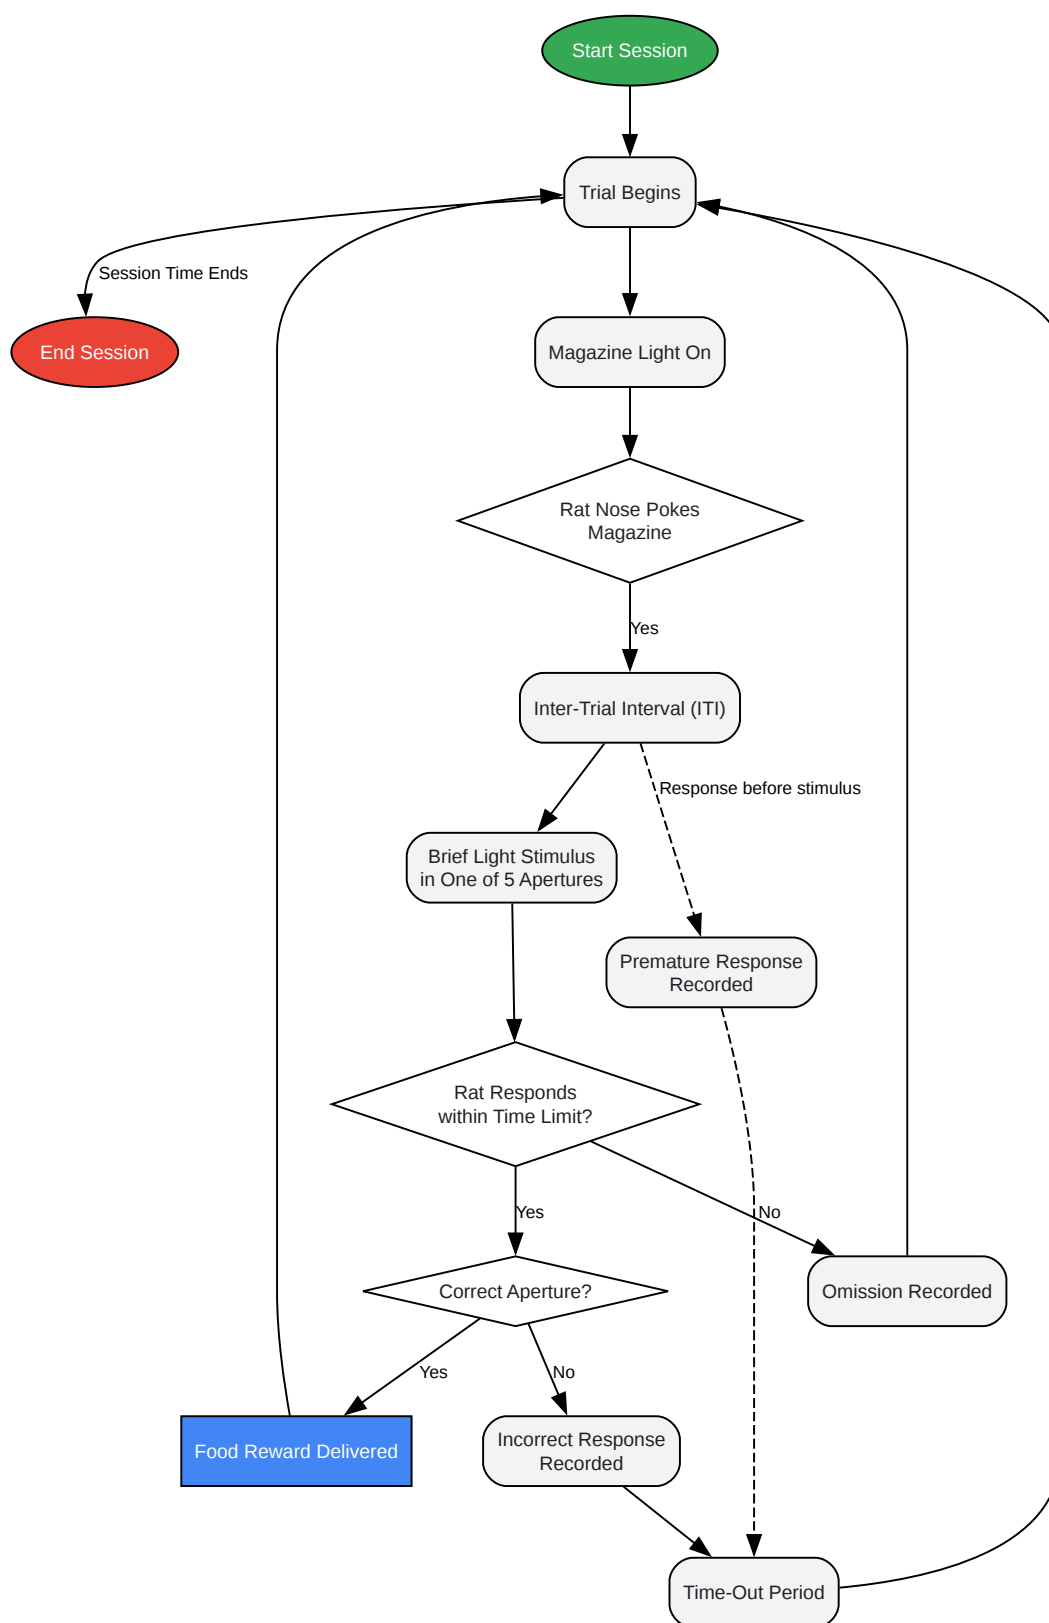 Start Session
Trial Begins
Session Time Ends
End Session
Magazine Light On
Rat Nose Pokes
Magazine
Yes
Inter-Trial Interval (ITI)
Response before stimulus
Brief Light Stimulus
in One of 5 Apertures
Premature Response
Recorded
Rat Responds
within Time Limit?
Yes
No
Correct Aperture?
Omission Recorded
Yes
No
Food Reward Delivered
Incorrect Response
Recorded
Time-Out Period